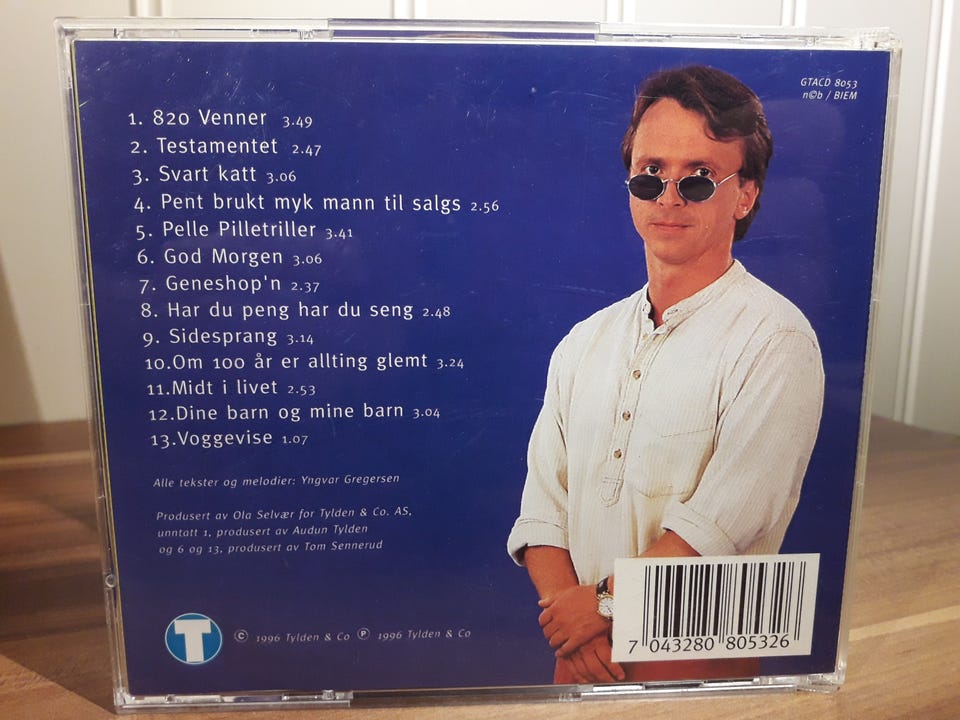 GTACD 8053
n©b / BIEM
1. 820 Venner 3.49
2. Testamentet 2.47
3. Svart katt 3.06
4. Pent brukt myk mann til salgs 2.56
5. Pelle Pilletriller 3.41
6. God Morgen 3.06
7. Geneshop'n 2.37
8. Har du peng har du seng 2.48
9. Sidesprang 3.14
10.Om 100 år er allting glemt 3.24
11.Midt i livet 2.53
12.Dine barn og mine barn 3.04
13.Voggevise 1.07
Alle tekster og melodier: Yngvar Gregersen
Produsert av Ola Selvær for Tylden & Co. AS,
unntatt 1, produsert av Audun Tylden
og 6 og 13, produsert av Tom Sennerud
T © 1996 Tylden & Co ℗ 1996 Tylden & Co
7 043280 805326